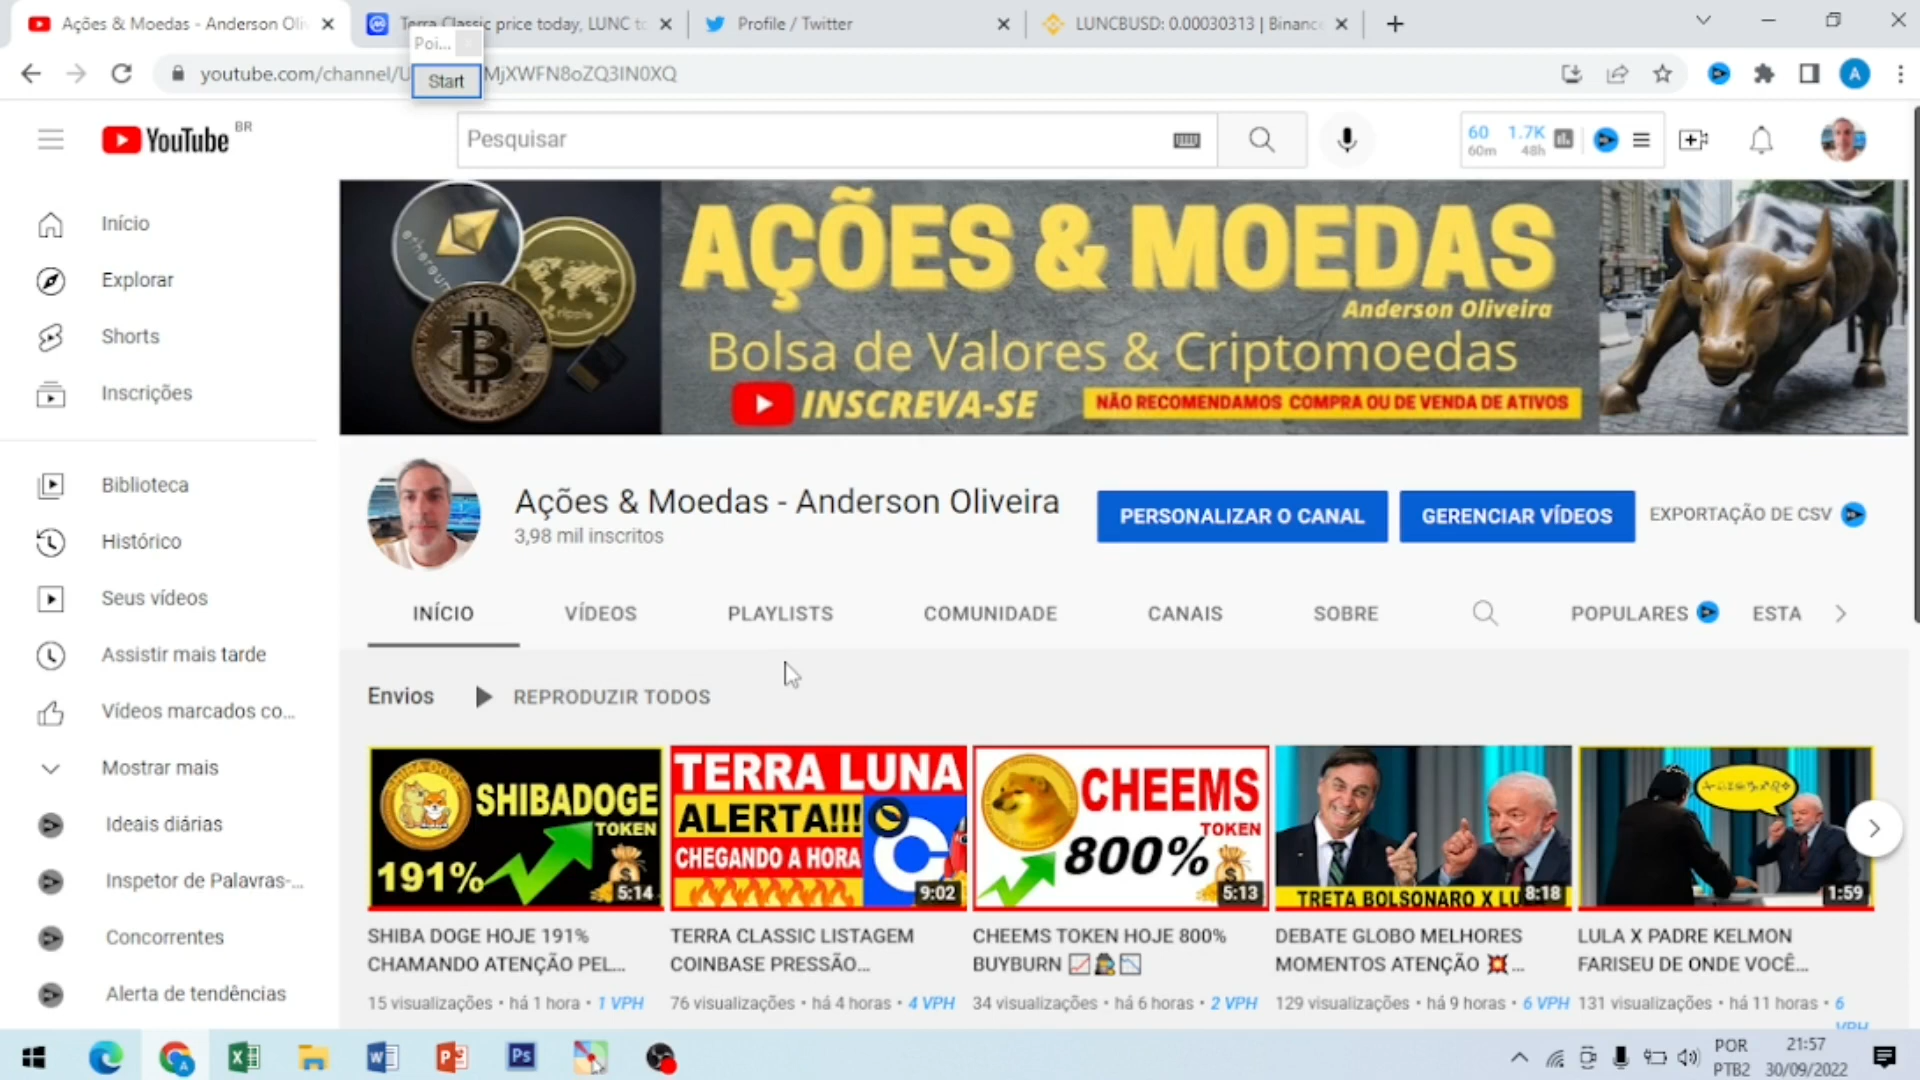 Ações & Moedas - Anderson Oliv
Terra Classic price today, LUNC to
Profile / Twitter
LUNCBUSD: 0.00030313 | Binance
Poi...
Start
youtube.com/channel/U MjXWFN8oZQ3IN0XQ
A
YouTube BR
Pesquisar
60 1.7K
60m 48h
Início
Explorar
Shorts
Inscrições
Biblioteca
Histórico
Seus vídeos
Assistir mais tarde
Vídeos marcados co...
Mostrar mais
Ideais diárias
Inspetor de Palavras-...
Concorrentes
Alerta de tendências
ethereum
ripple
AÇÕES & MOEDAS
Anderson Oliveira
Bolsa de Valores & Criptomoedas
INSCREVA-SE
NÃO RECOMENDAMOS COMPRA OU DE VENDA DE ATIVOS
Ações & Moedas - Anderson Oliveira
3,98 mil inscritos
PERSONALIZAR O CANAL
GERENCIAR VÍDEOS
EXPORTAÇÃO DE CSV
INÍCIO
VÍDEOS
PLAYLISTS
COMUNIDADE
CANAIS
SOBRE
POPULARES
ESTA
Envios
REPRODUZIR TODOS
SHIBADOGE
TOKEN
191%
5:14
TERRA LUNA
ALERTA!!!
CHEGANDO A HORA
9:02
CHEEMS
TOKEN
800%
5:13
TRETA BOLSONARO X LU
8:18
1:59
SHIBA DOGE HOJE 191%
CHAMANDO ATENÇÃO PEL...
15 visualizações • há 1 hora • 1 VPH
TERRA CLASSIC LISTAGEM
COINBASE PRESSÃO...
76 visualizações • há 4 horas • 4 VPH
CHEEMS TOKEN HOJE 800%
BUYBURN
34 visualizações • há 6 horas • 2 VPH
DEBATE GLOBO MELHORES
MOMENTOS ATENÇÃO 💥 ...
129 visualizações • há 9 horas • 6 VPH
LULA X PADRE KELMON
FARISEU DE ONDE VOCÊ...
131 visualizações • há 11 horas • 6
VPH
POR
PTB2
21:57
30/09/2022